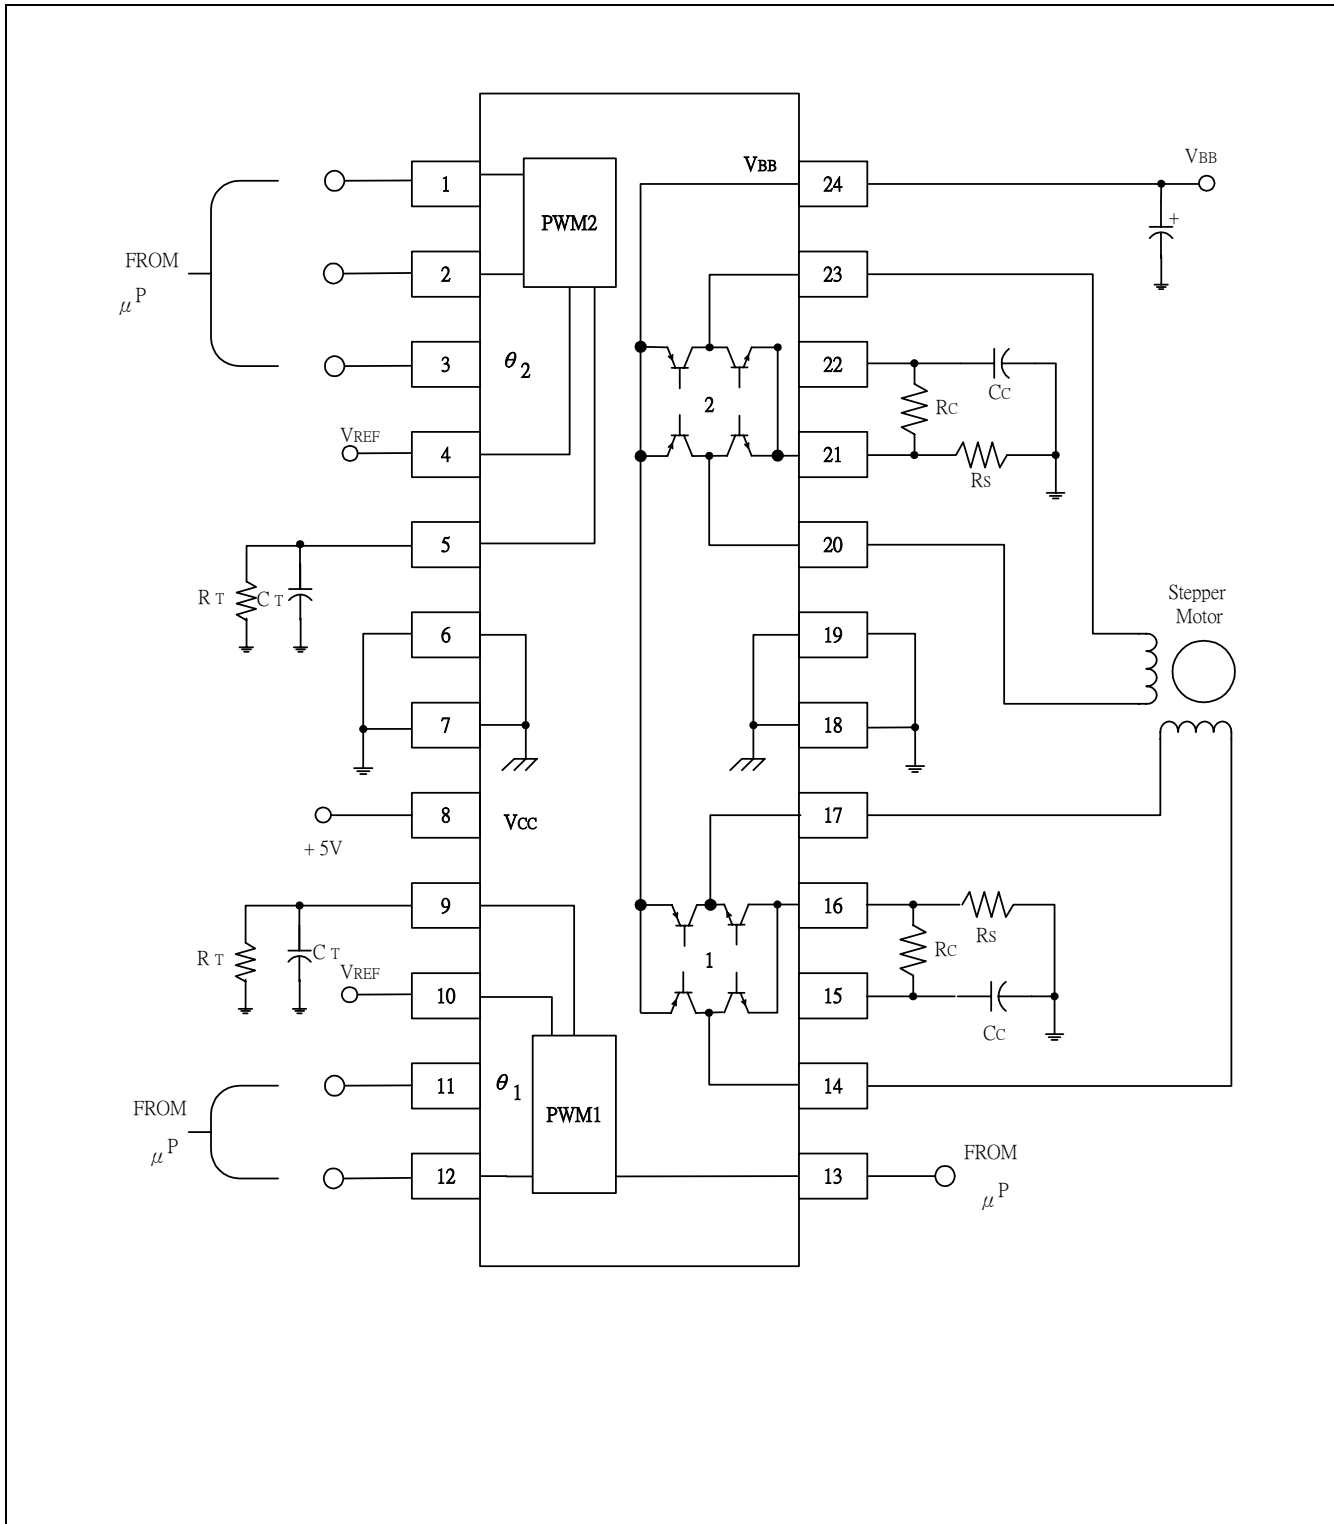 VBB
VBB
1
24
PWM2
FROM
μP
2
23
3
θ2
22
CC
2
RC
VREF
4
21
RS
5
20
RT
CT
Stepper
Motor
6
19
7
18
8
VCC
17
+5V
9
16
RS
RT
CT
1
RC
VREF
10
15
CC
11
θ1
14
FROM
μP
PWM1
12
13
FROM
μP